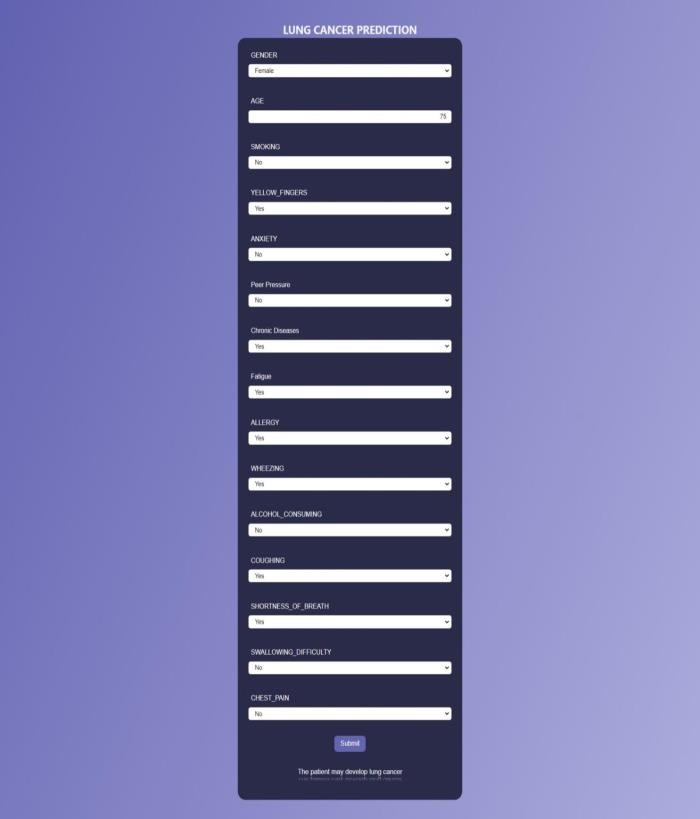 LUNG CANCER PREDICTION
GENDER
Female
AGE
75
SMOKING
No
YELLOW_FINGERS
Yes
ANXIETY
No
Peer Pressure
No
Chronic Diseases
Yes
Fatigue
Yes
ALLERGY
Yes
WHEEZING
Yes
ALCOHOL_CONSUMING
No
COUGHING
Yes
SHORTNESS_OF_BREATH
Yes
SWALLOWING_DIFFICULTY
No
CHEST_PAIN
No
Submit
The patient may develop lung cancer